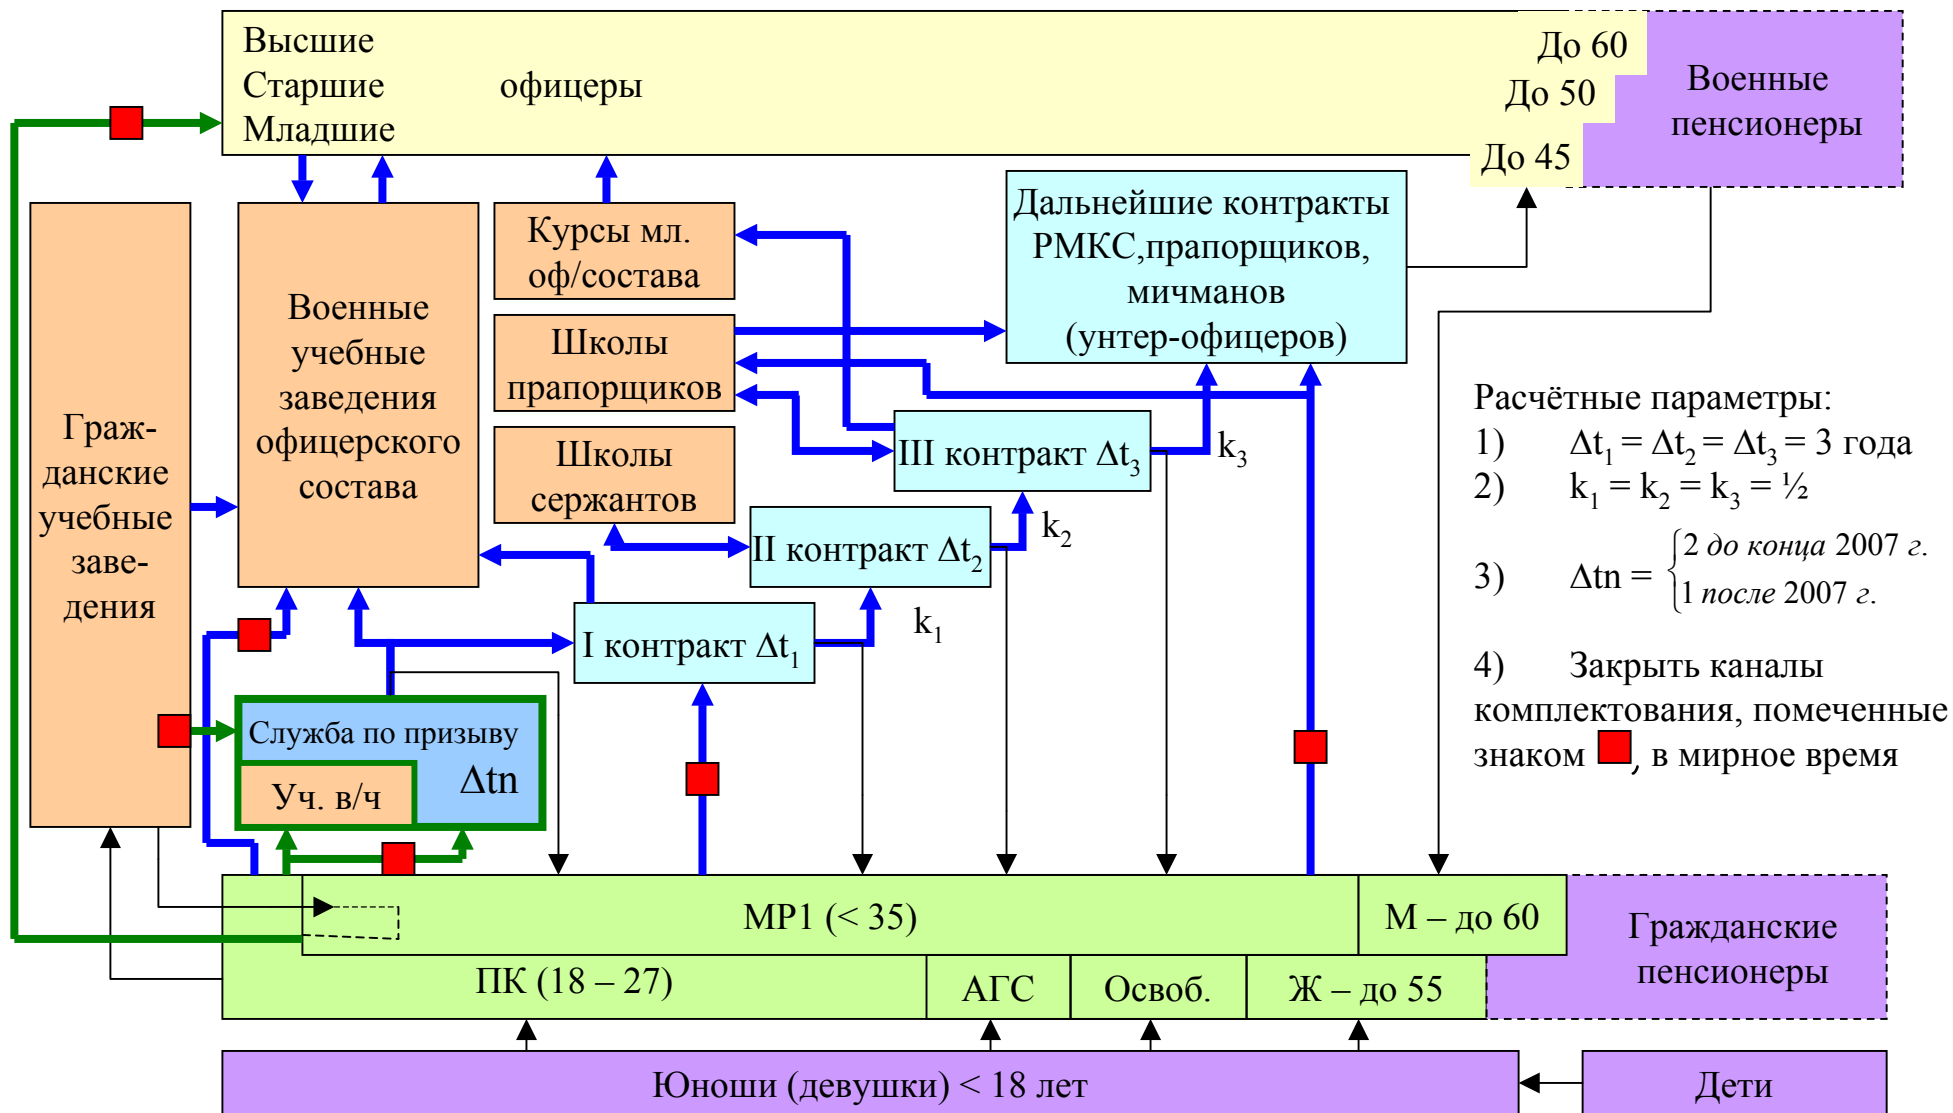 Высшие
Старшие офицеры
Младшие
До 60
До 50
До 45
Военные
пенсионеры
Граж-
данские
учебные
заве-
дения
Военные
учебные
заведения
офицерского
состава
Курсы мл.
оф/состава
Школы
прапорщиков
Школы
сержантов
Дальнейшие контракты
РМКС,прапорщиков,
мичманов
(унтер-офицеров)
III контракт Δt₃
k₃
II контракт Δt₂
k₂
I контракт Δt₁
k₁
Служба по призыву
Δtn
Уч. в/ч
Расчётные параметры:
1) Δt₁ = Δt₂ = Δt₃ = 3 года
2) k₁ = k₂ = k₃ = ½
3) Δtn = {2 до конца 2007 г.
1 после 2007 г.
4) Закрыть каналы
комплектования, помеченные
знаком , в мирное время
МР1 (< 35)
М – до 60
Гражданские
пенсионеры
ПК (18 – 27)
АГС
Освоб.
Ж – до 55
Юноши (девушки) < 18 лет
Дети